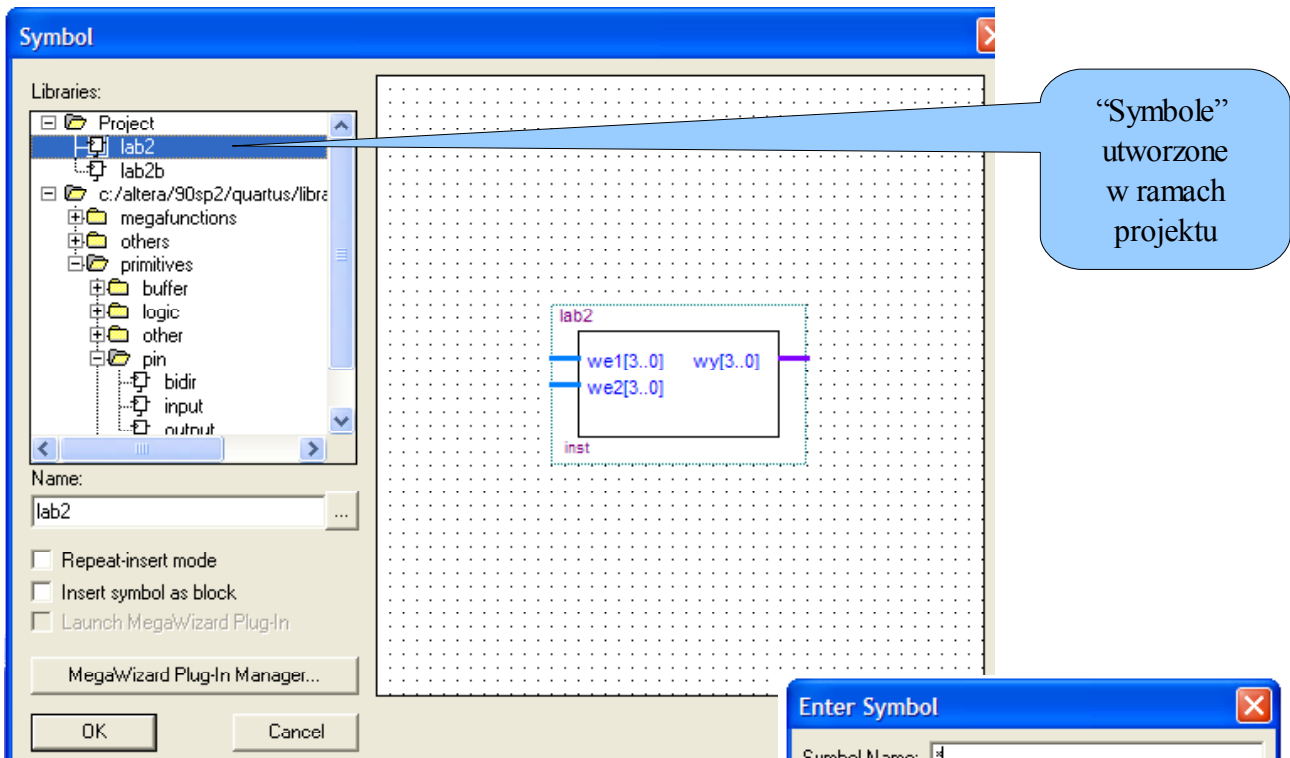 Symbol
Libraries:
Project
lab2
lab2b
c:/altera/90sp2/quartus/libra
megafunctions
others
primitives
buffer
logic
other
pin
bidir
input
output
Name:
lab2
...
Repeat-insert mode
Insert symbol as block
Launch MegaWizard Plug-In
MegaWizard Plug-In Manager...
OK
Cancel
lab2
we1[3..0] wy[3..0]
we2[3..0]
inst
“Symbole”
utworzone
w ramach
projektu
Enter Symbol
Symbol Name: